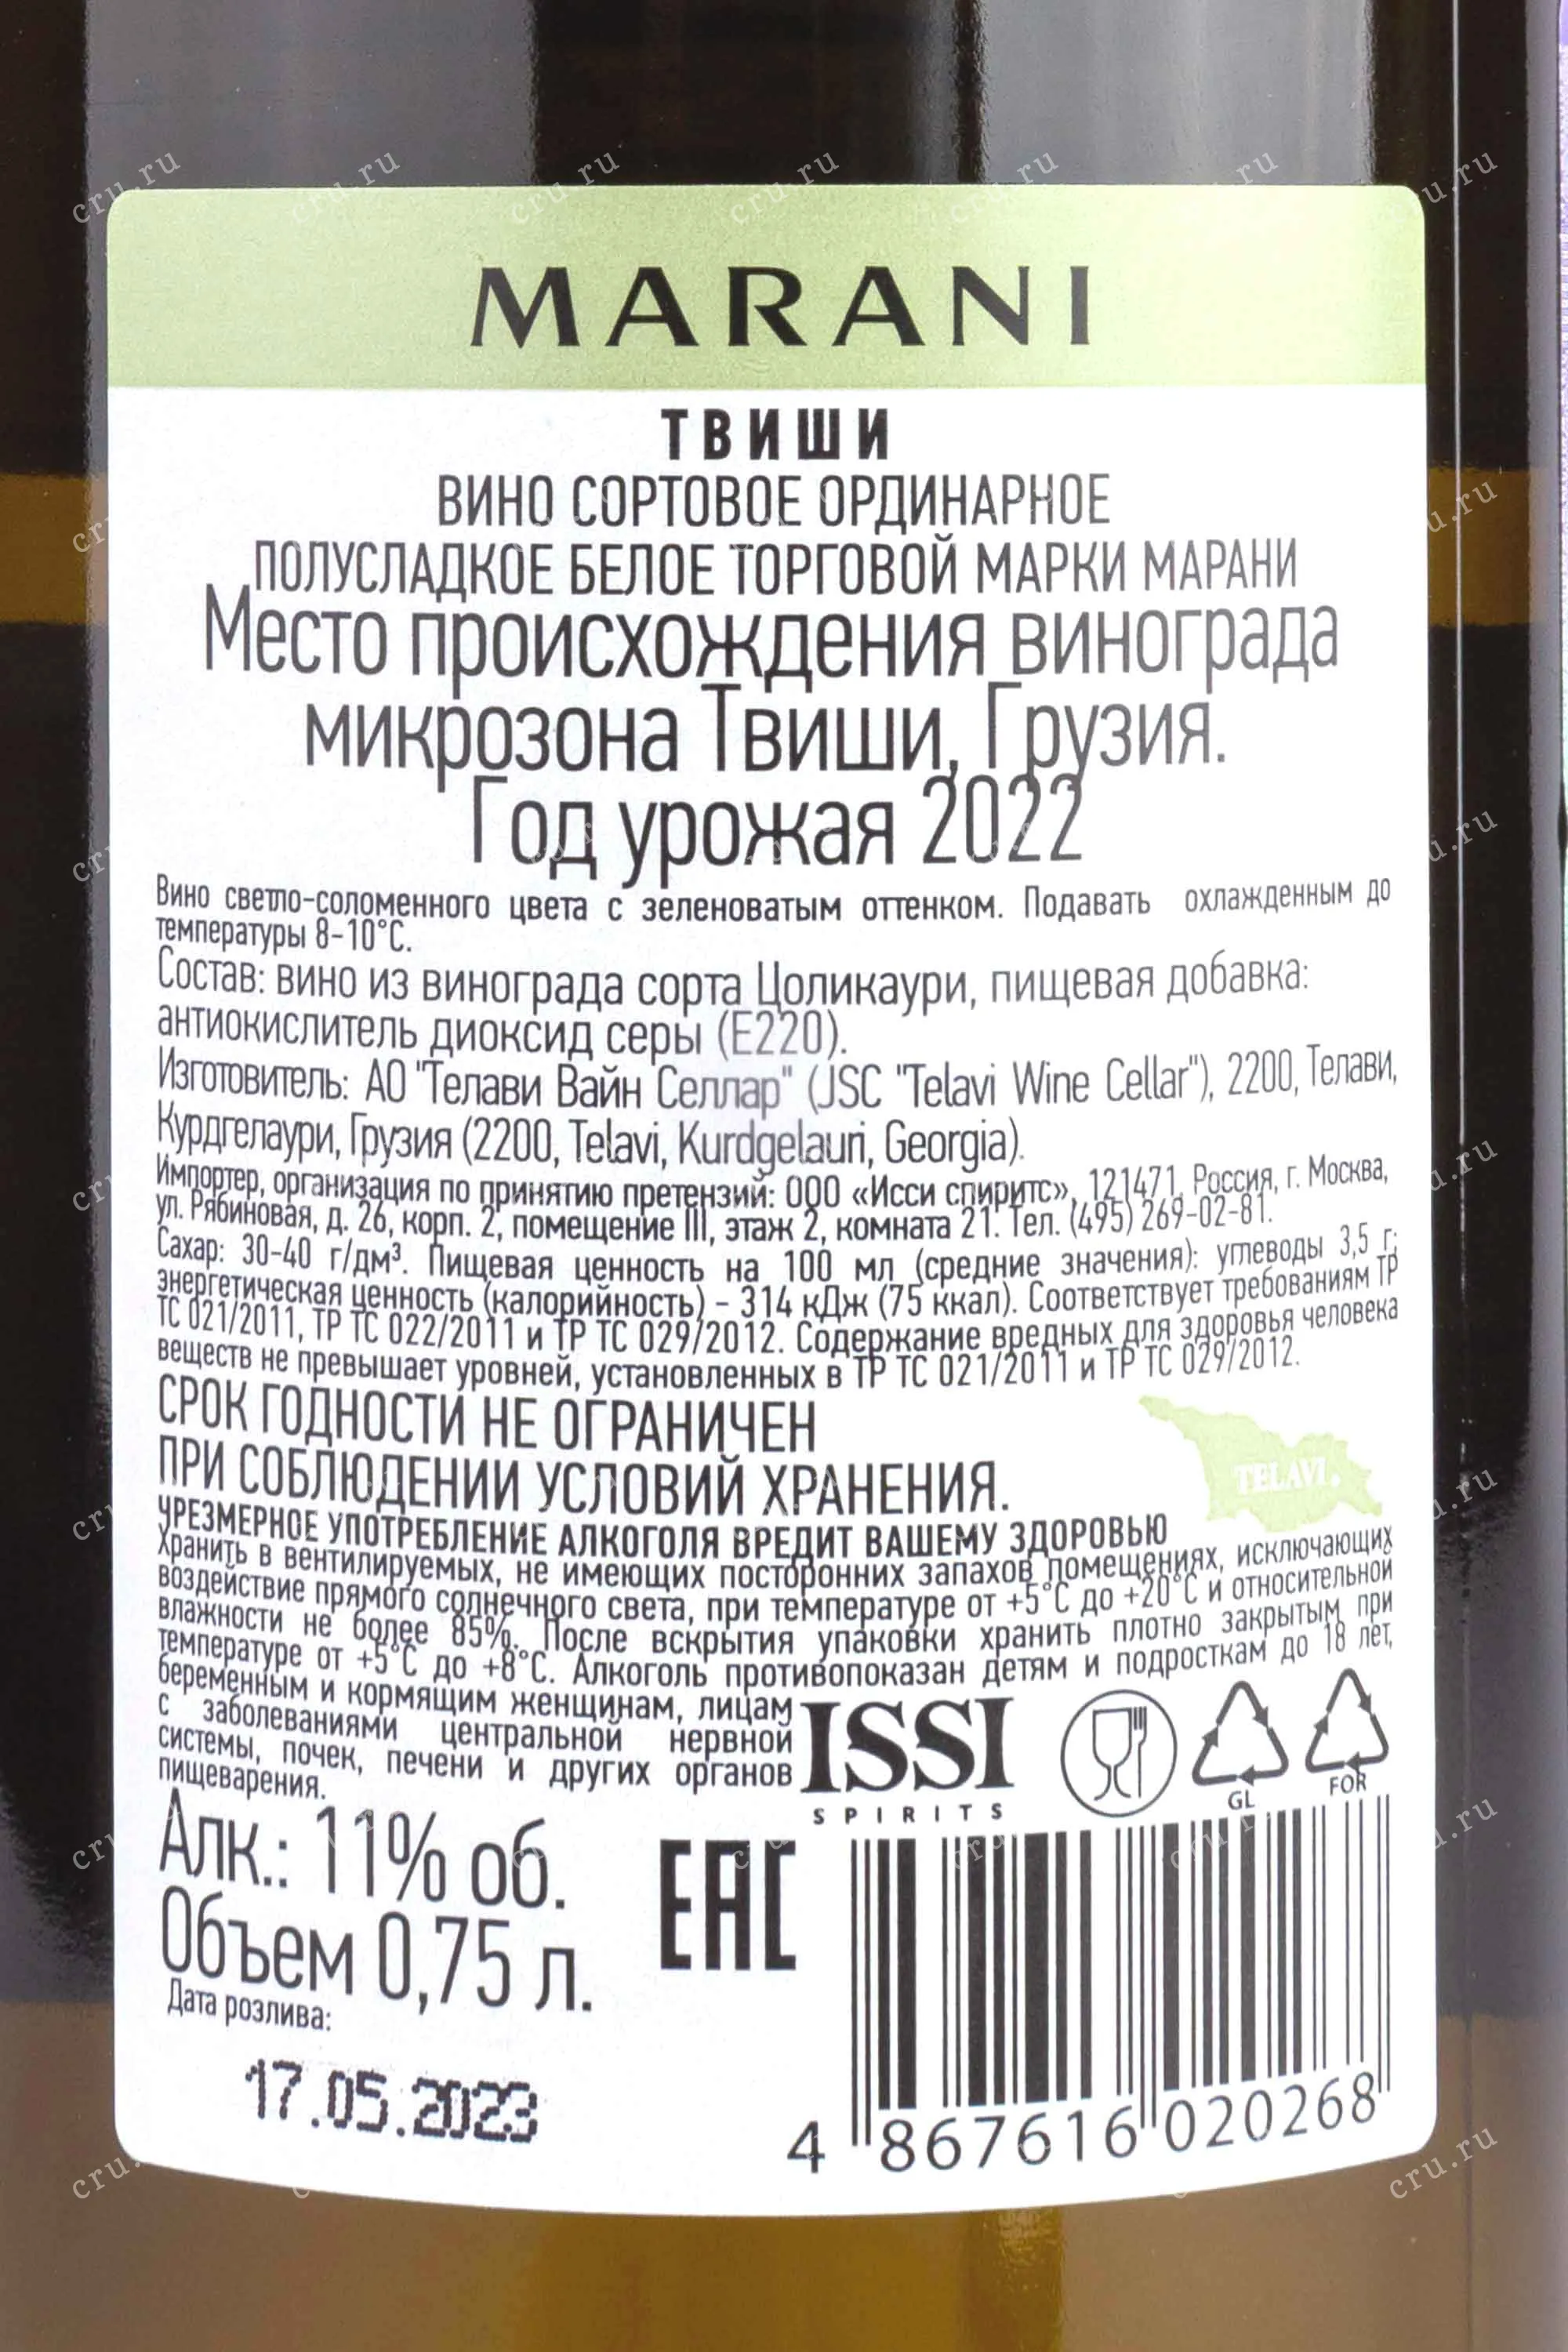 MARANI
ТВИШИ
ВИНО СОРТОВОЕ ОРДИНАРНОЕ
ПОЛУСЛАДКОЕ БЕЛОЕ ТОРГОВОЙ МАРКИ МАРАНИ
Место происхождения винограда
микрозона Твиши, Грузия.
Год урожая 2022
Вино светло-соломенного цвета с зеленоватым оттенком. Подавать охлажденным до
температуры 8-10°С.
Состав: вино из винограда сорта Цоликаури, пищевая добавка:
антиокислитель диоксид серы (Е220).
Изготовитель: АО "Телави Вайн Селлар" (JSC "Telavi Wine Cellar"), 2200, Телави,
Курдгелаури, Грузия (2200, Telavi, Kurdgelauri, Georgia).
Импортер, организация по принятию претензий: ООО «Исси спиритс», 121471, Россия, г. Москва,
ул. Рябиновая, д. 26, корп. 2, помещение III, этаж 2, комната 21. Тел. (495) 269-02-81.
Сахар: 30-40 г/дм³. Пищевая ценность на 100 мл (средние значения): углеводы 3,5 г;
энергетическая ценность (калорийность) - 314 кДж (75 ккал). Соответствует требованиям ТР
ТС 021/2011, ТР ТС 022/2011 и ТР ТС 029/2012. Содержание вредных для здоровья человека
веществ не превышает уровней, установленных в ТР ТС 021/2011 и ТР ТС 029/2012.
СРОК ГОДНОСТИ НЕ ОГРАНИЧЕН
ПРИ СОБЛЮДЕНИИ УСЛОВИЙ ХРАНЕНИЯ.
TELAVI
ЧРЕЗМЕРНОЕ УПОТРЕБЛЕНИЕ АЛКОГОЛЯ ВРЕДИТ ВАШЕМУ ЗДОРОВЬЮ
Хранить в вентилируемых, не имеющих посторонних запахов помещениях, исключающих
воздействие прямого солнечного света, при температуре от +5°С до +20°С и относительной
влажности не более 85%. После вскрытия упаковки хранить плотно закрытым при
температуре от +5°С до +8°С. Алкоголь противопоказан детям и подросткам до 18 лет,
беременным и кормящим женщинам, лицам
с заболеваниями центральной нервной
системы, почек, печени и других органов
пищеварения.
ISSI
SPIRITS
GL
FOR
Алк.: 11% об.
Объем 0,75 л.
Дата розлива:
17.05.2023
EAC
4 867616 020268
cru.ru